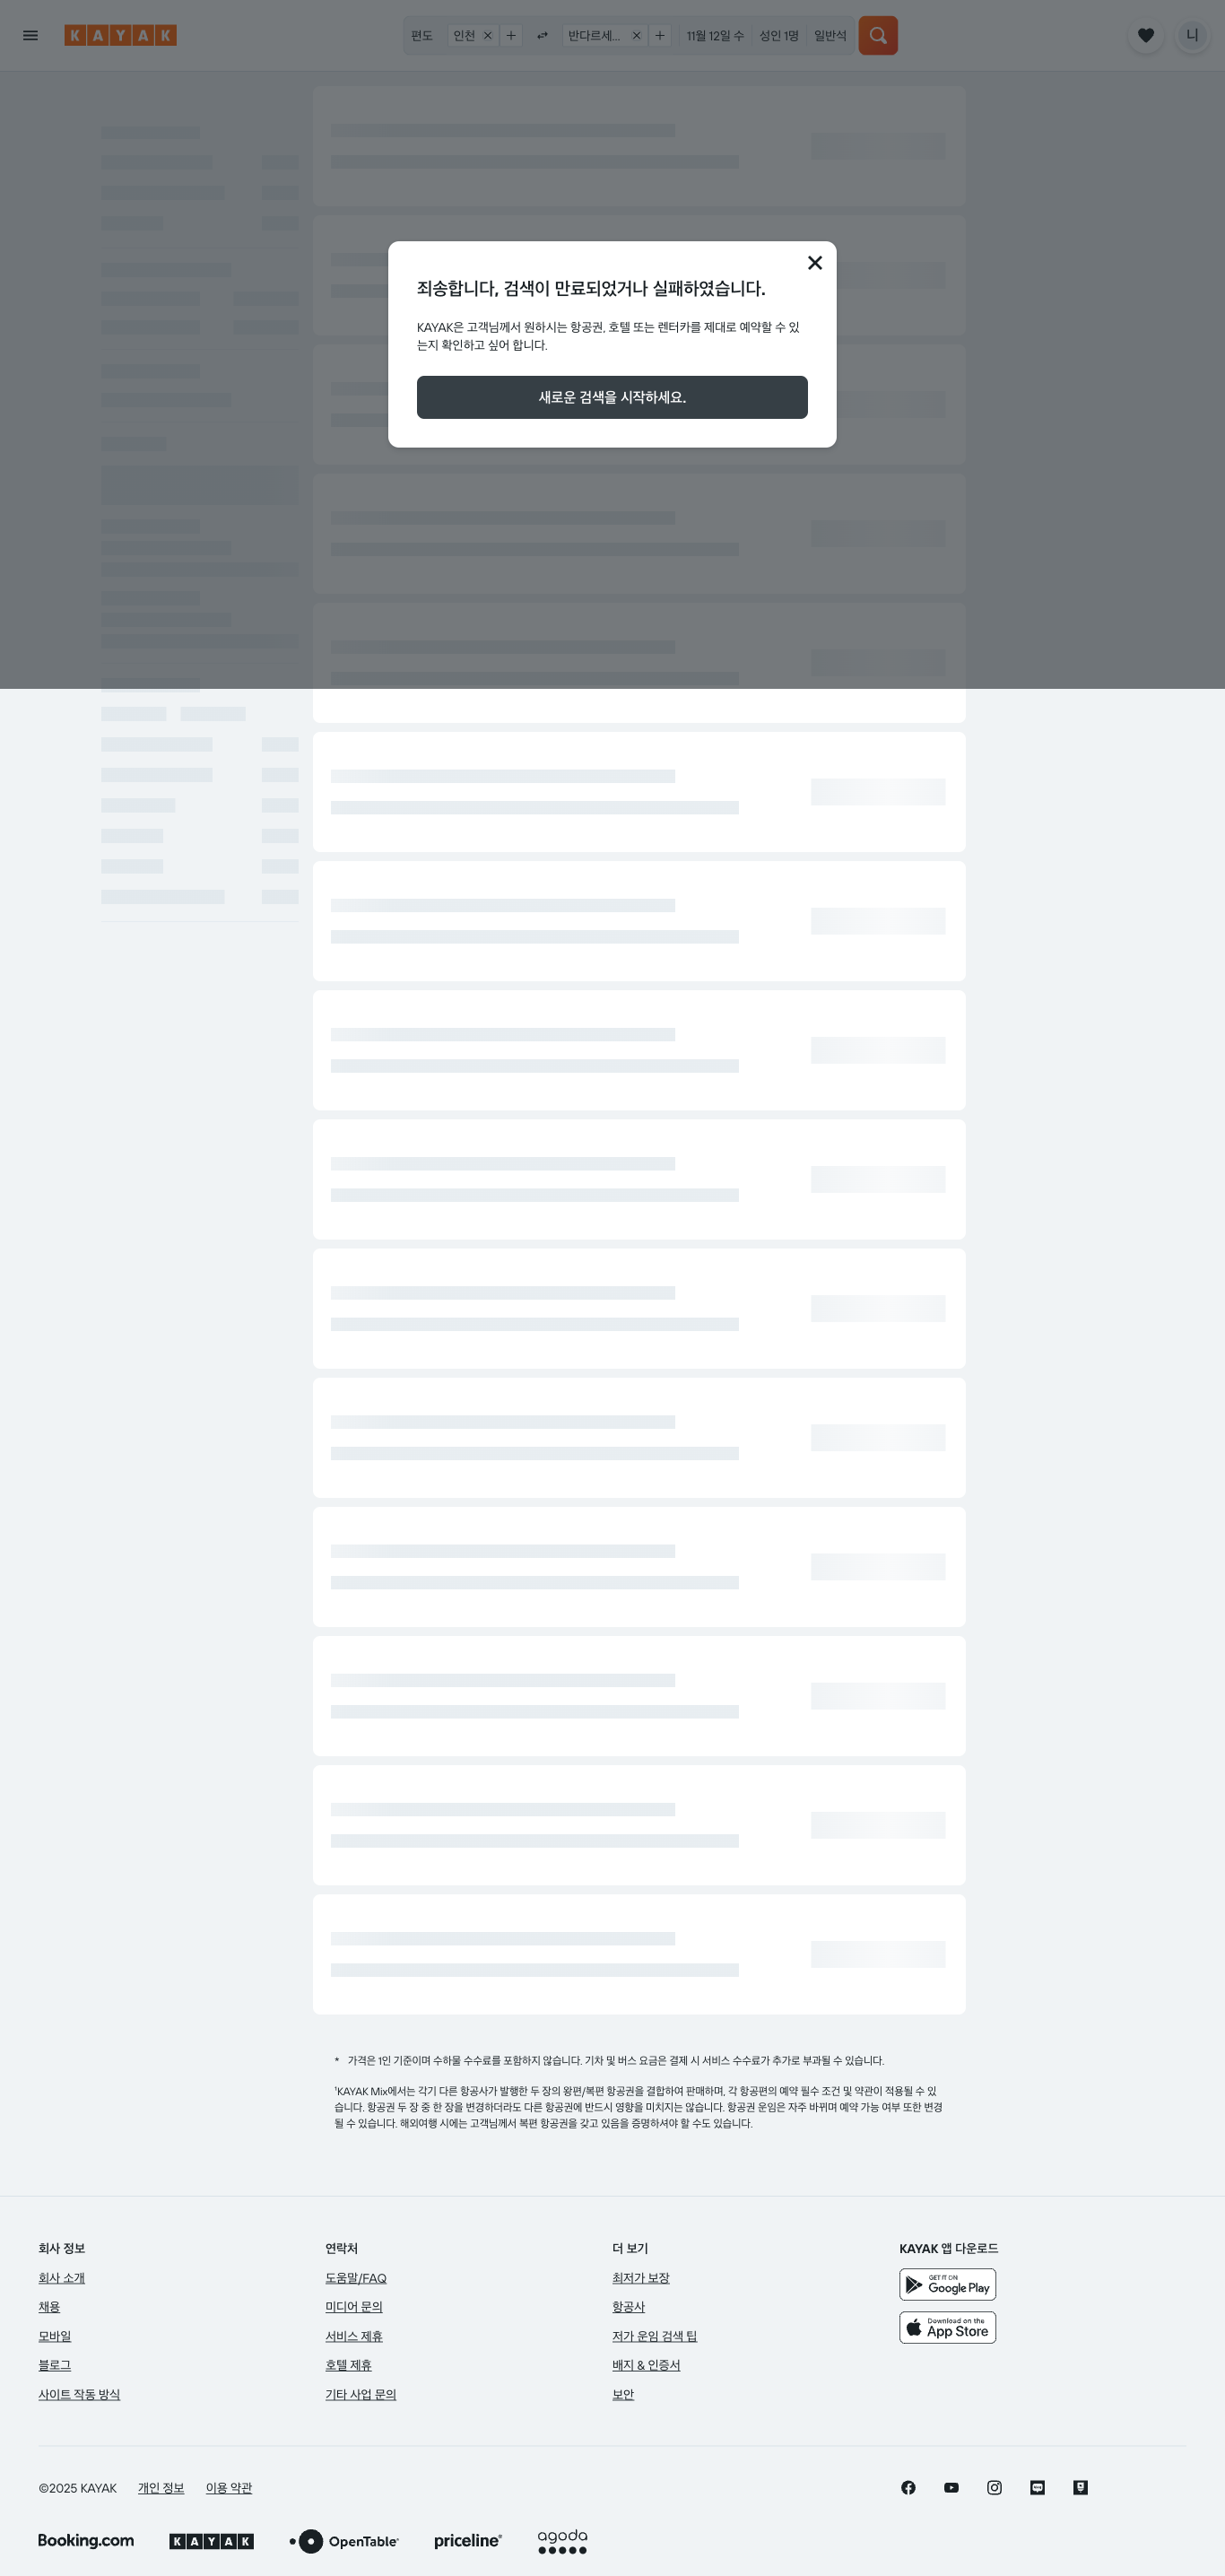 KAYAK
편도 인천 반다르세... 11월 12일 수 성인 1명 일반석 니
죄송합니다, 검색이 만료되었거나 실패하였습니다.
KAYAK은 고객님께서 원하시는 항공권, 호텔 또는 렌터카를 제대로 예약할 수 있
는지 확인하고 싶어 합니다.
새로운 검색을 시작하세요.
* 가격은 1인 기준이며 수하물 수수료를 포함하지 않습니다. 기차 및 버스 요금은 결제 시 서비스 수수료가 추가로 부과될 수 있습니다.
¹KAYAK Mix에서는 각기 다른 항공사가 발행한 두 장의 왕편/복편 항공권을 결합하여 판매하며, 각 항공편의 예약 필수 조건 및 약관이 적용될 수 있
습니다. 항공권 두 장 중 한 장을 변경하더라도 다른 항공권에 반드시 영향을 미치지는 않습니다. 항공권 운임은 자주 바뀌며 예약 가능 여부 또한 변경
될 수 있습니다. 해외여행 시에는 고객님께서 복편 항공권을 갖고 있음을 증명하셔야 할 수도 있습니다.
회사 정보
회사 소개
채용
모바일
블로그
사이트 작동 방식
연락처
도움말/FAQ
미디어 문의
서비스 제휴
호텔 제휴
기타 사업 문의
더 보기
최저가 보장
항공사
저가 운임 검색 팁
배지 & 인증서
보안
KAYAK 앱 다운로드
GET IT ON
Google Play
Download on the
App Store
©2025 KAYAK 개인 정보 이용 약관
Booking.com KAYAK OpenTable priceline agoda